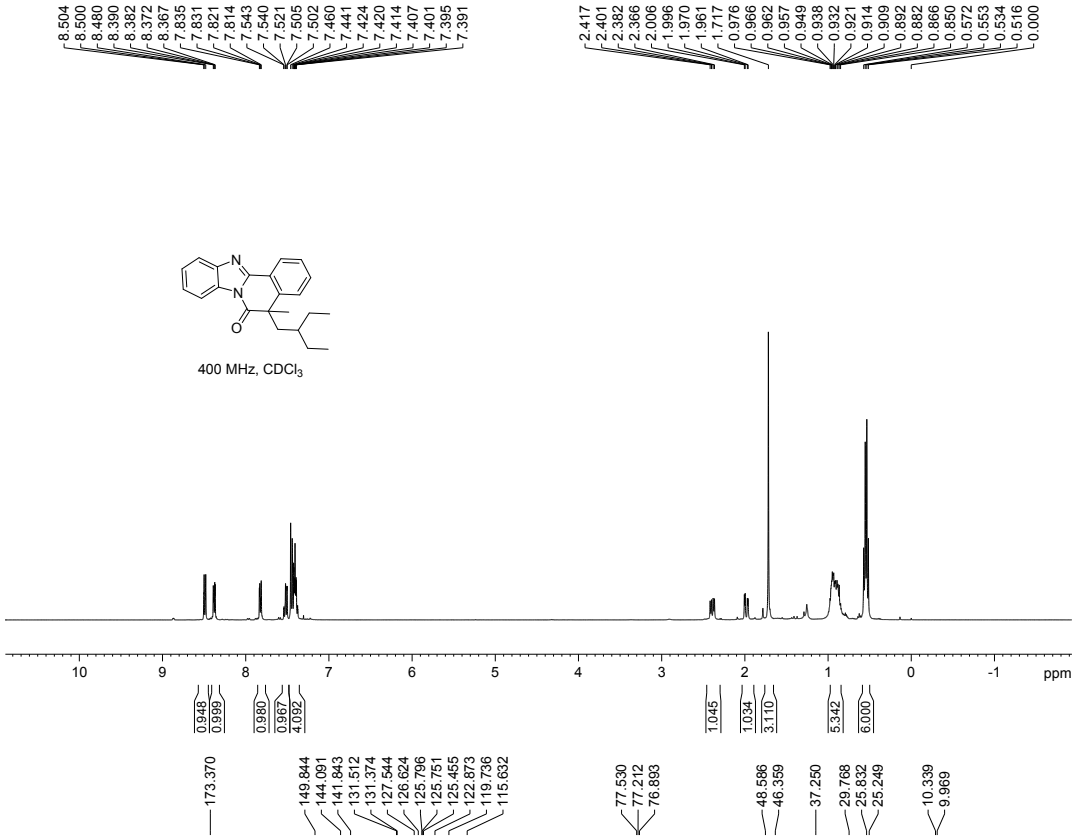 8.504 8.500 8.480 8.390 8.382 8.372 8.367 7.835 7.831 7.821 7.814 7.543 7.540 7.521 7.505 7.502 7.460 7.441 7.424 7.420 7.414 7.407 7.401 7.395 7.391
2.417 2.401 2.382 2.366 2.006 1.996 1.970 1.961 1.717 0.976 0.966 0.962 0.957 0.949 0.938 0.932 0.921 0.914 0.909 0.892 0.882 0.866 0.850 0.572 0.553 0.534 0.516 0.000
N
N
O
400 MHz, CDCl3
10 9 8 7 6 5 4 3 2 1 0 -1 ppm
0.948 0.999 0.980 0.967 4.092 1.045 1.034 3.110 5.342 6.000
173.370 149.844 144.091 141.843 131.512 131.374 127.544 126.624 125.796 125.751 125.455 122.873 119.736 115.632 77.530 77.212 76.893 48.586 46.359 37.250 29.768 25.832 25.249 10.339 9.969